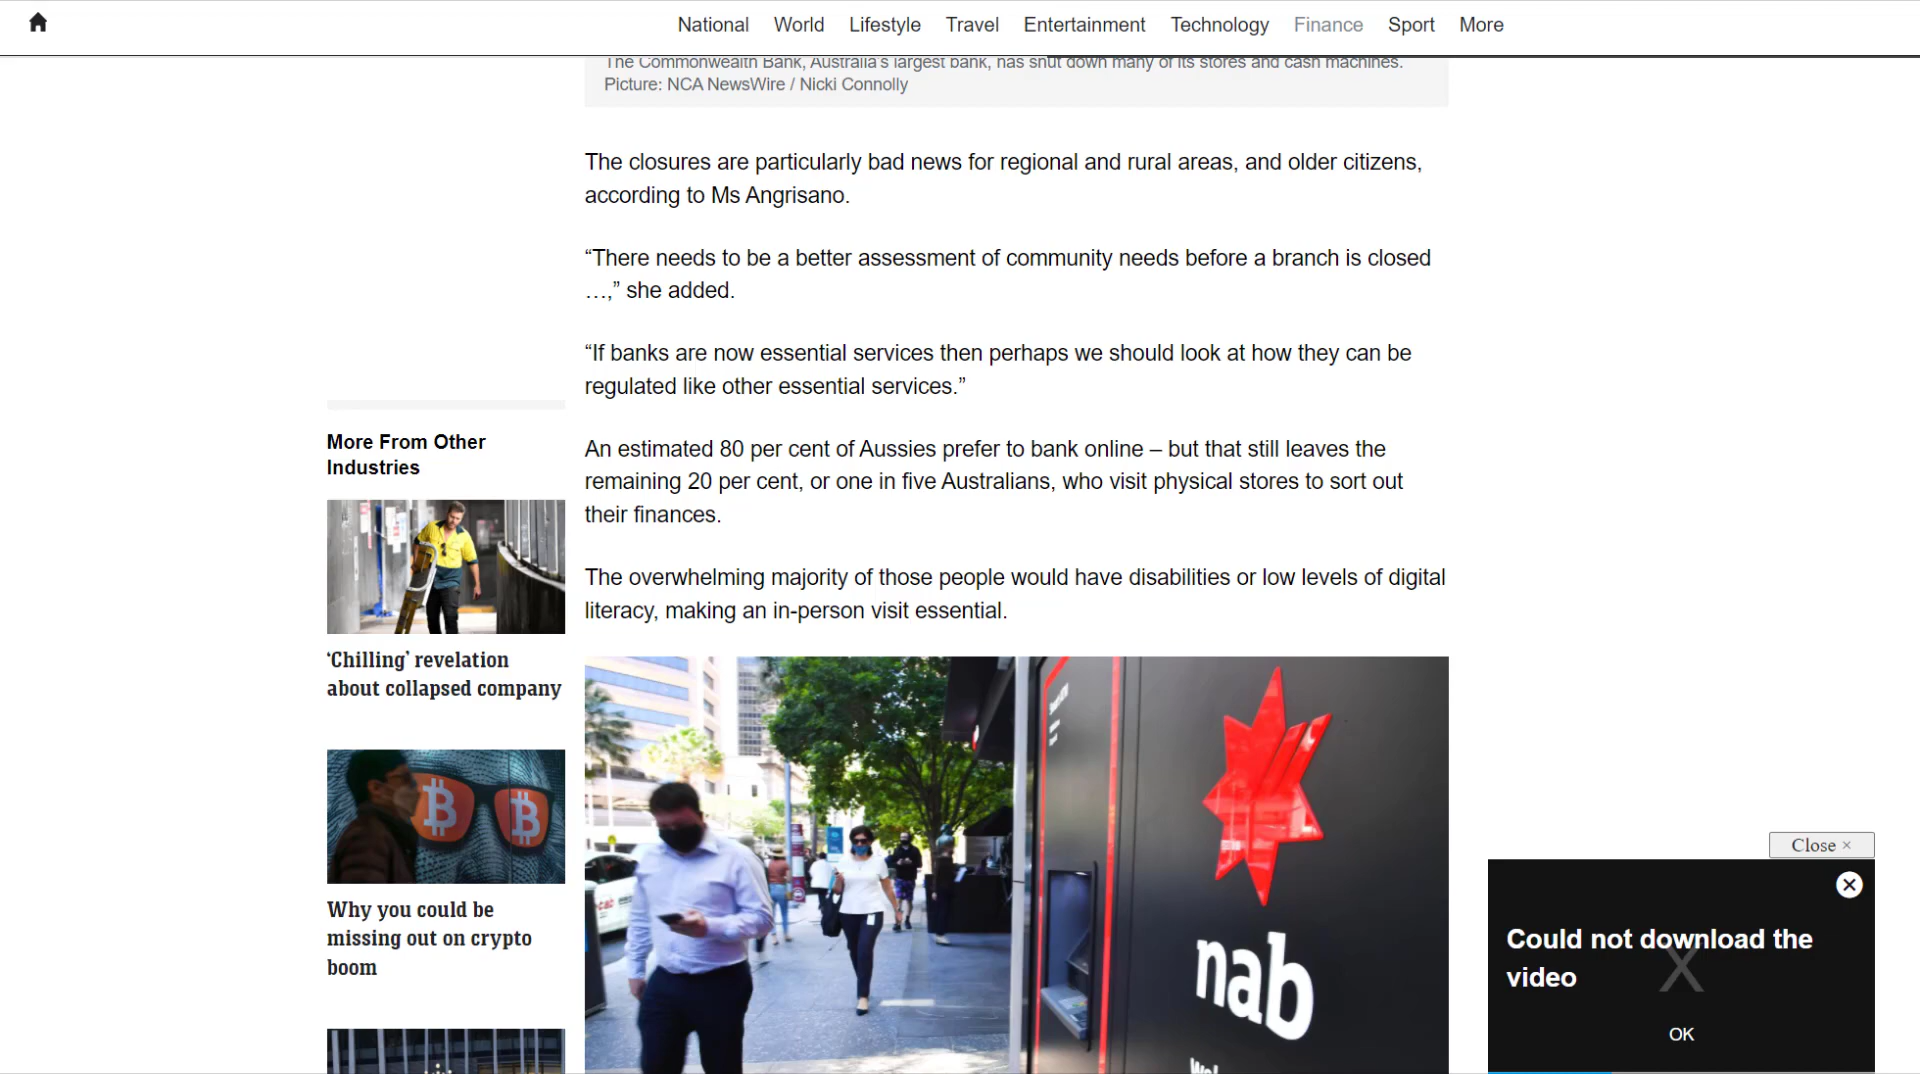 National World Lifestyle Travel Entertainment Technology Finance Sport More
The Commonwealth Bank, Australia's largest bank, has shut down many of its stores and cash machines.
Picture: NCA NewsWire / Nicki Connolly
The closures are particularly bad news for regional and rural areas, and older citizens,
according to Ms Angrisano.
“There needs to be a better assessment of community needs before a branch is closed
…,” she added.
“If banks are now essential services then perhaps we should look at how they can be
regulated like other essential services.”
An estimated 80 per cent of Aussies prefer to bank online – but that still leaves the
remaining 20 per cent, or one in five Australians, who visit physical stores to sort out
their finances.
The overwhelming majority of those people would have disabilities or low levels of digital
literacy, making an in-person visit essential.
More From Other
Industries
‘Chilling’ revelation
about collapsed company
Why you could be
missing out on crypto
boom
nab
Close ×
Could not download the
video
OK